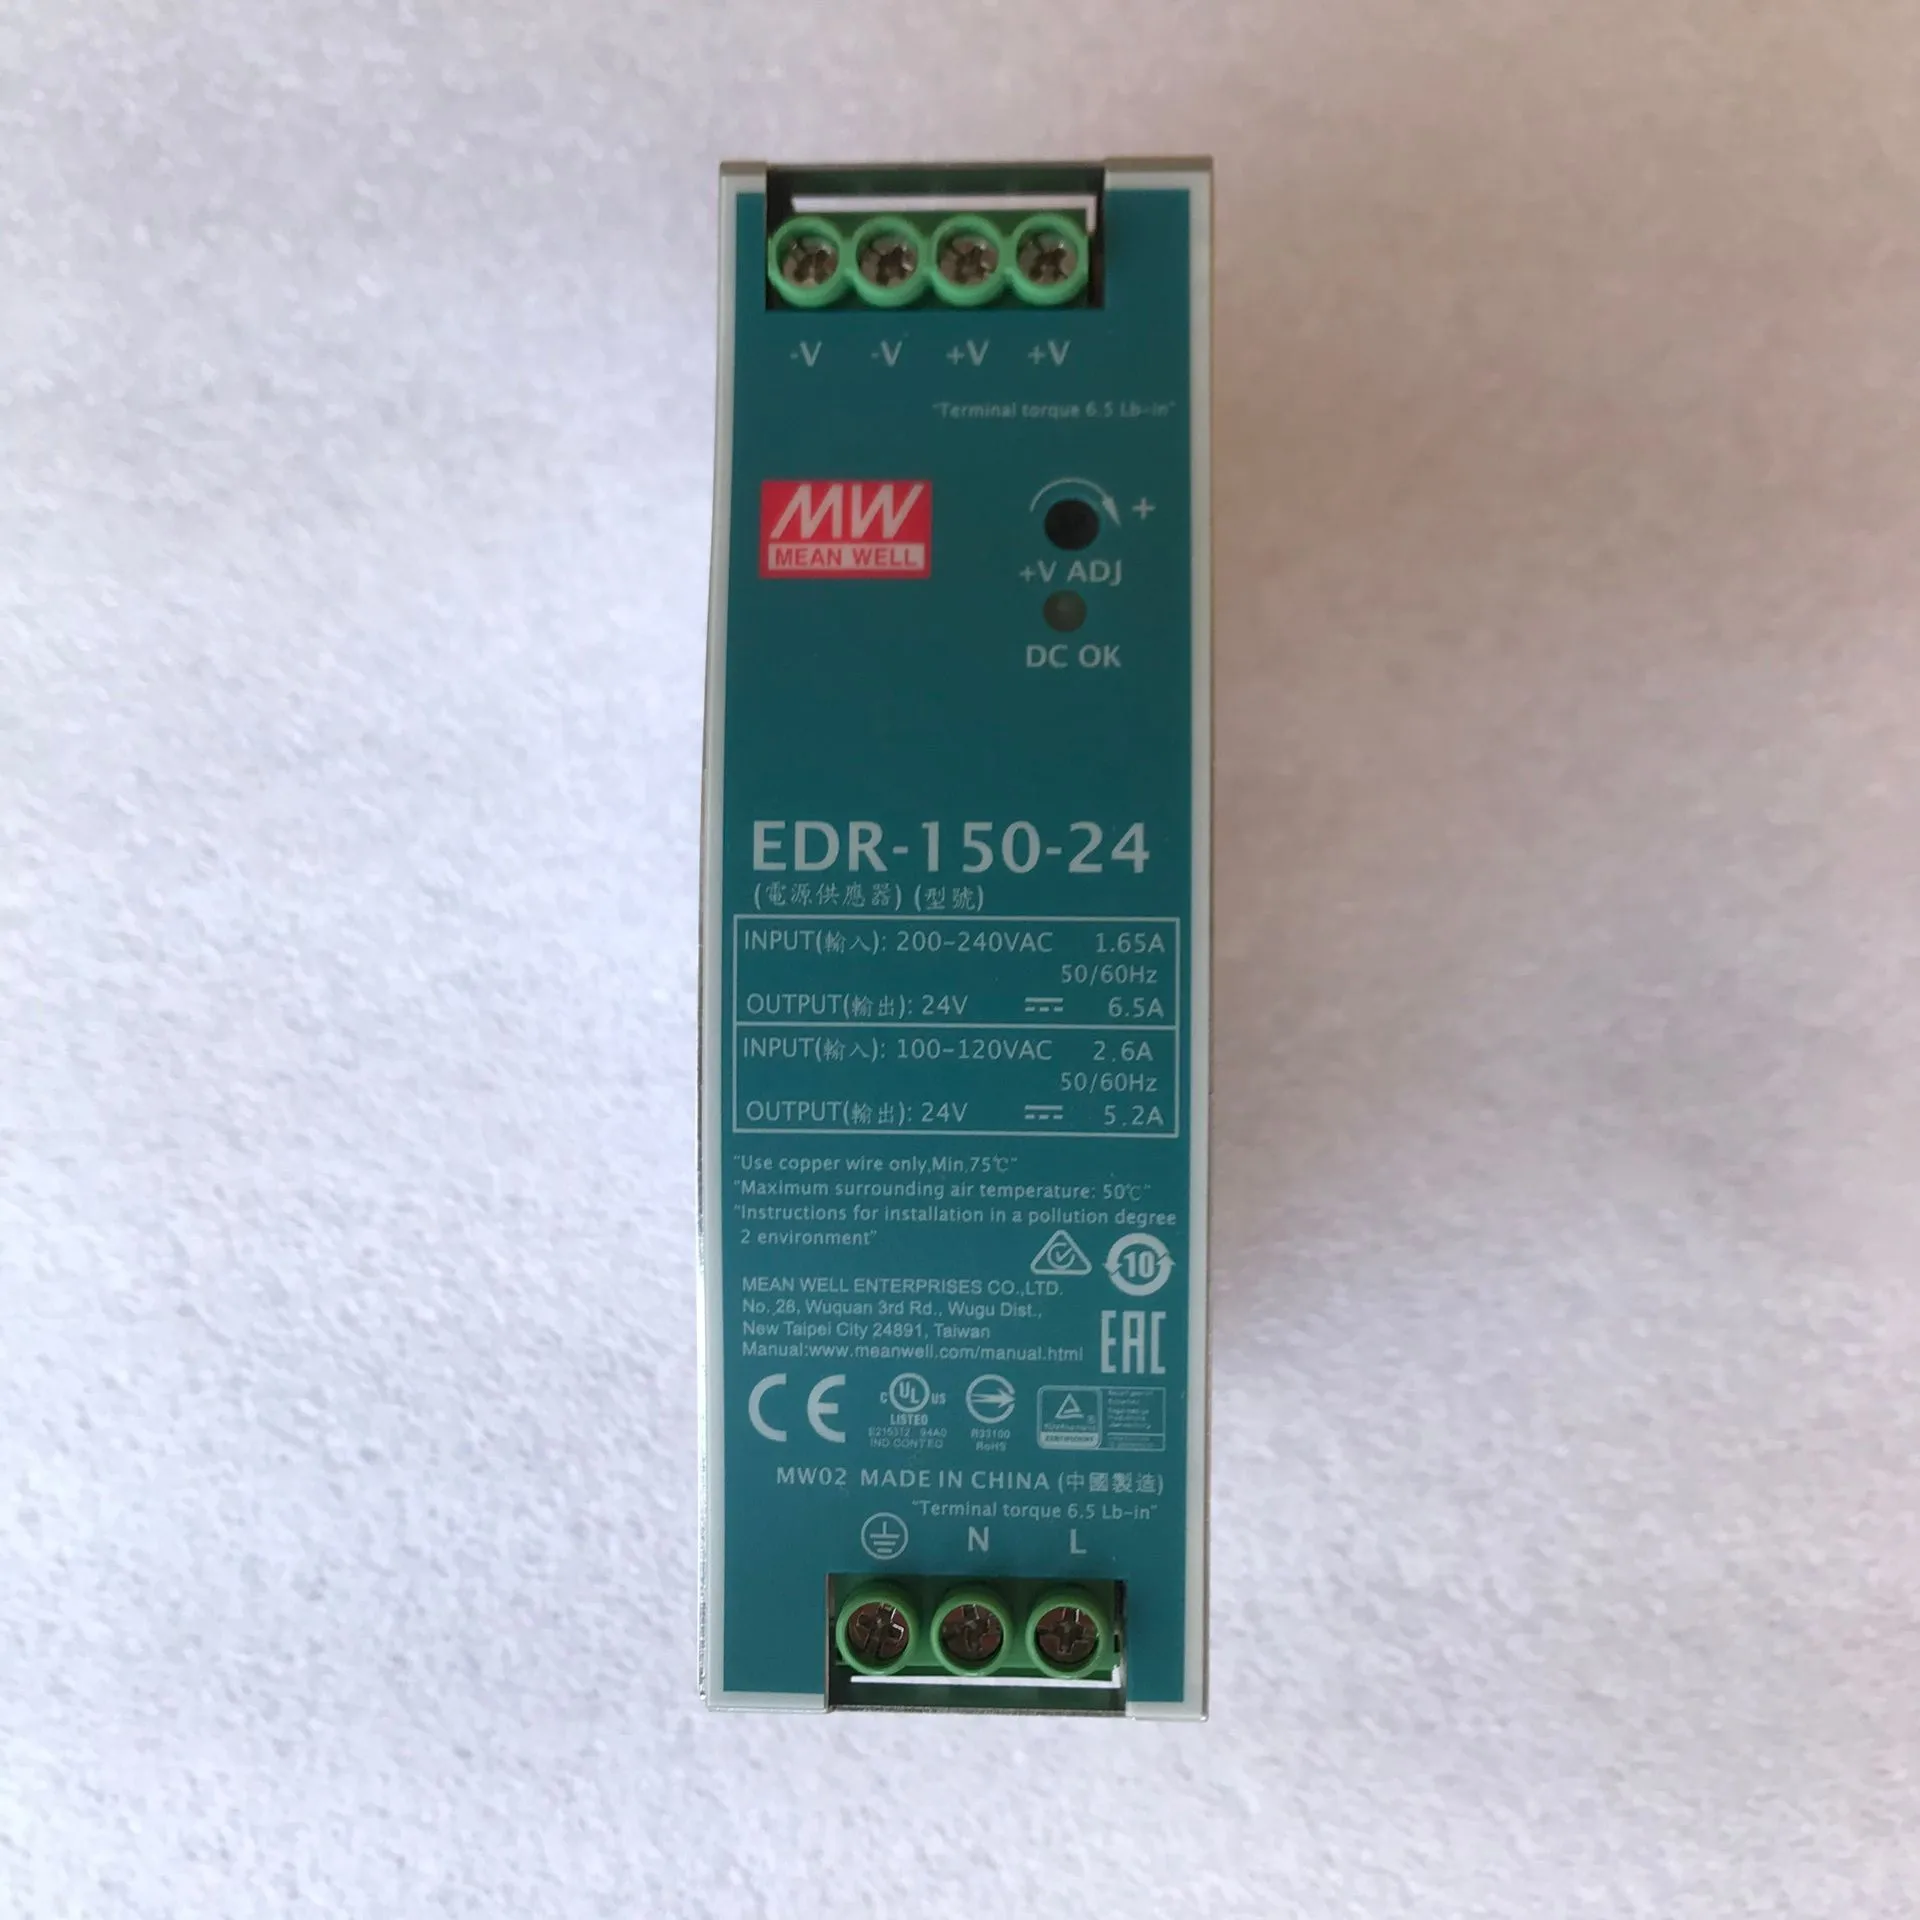 -V -V +V +V
"Terminal torque 6.5 Lb-in"
MW
MEAN WELL
+
+V ADJ
DC OK
EDR-150-24
(電源供應器) (型號)
INPUT(輸入): 200-240VAC 1.65A
50/60Hz
OUTPUT(輸出): 24V 6.5A
INPUT(輸入): 100-120VAC 2.6A
50/60Hz
OUTPUT(輸出): 24V 5.2A
"Use copper wire only,Min.75℃"
"Maximum surrounding air temperature: 50℃"
"Instructions for installation in a pollution degree
2 environment"
10
MEAN WELL ENTERPRISES CO.,LTD.
No. 28, Wuquan 3rd Rd., Wugu Dist.,
New Taipei City 24891, Taiwan
Manual:www.meanwell.com/manual.html
EAC
CE
C UL US
LISTED
E215312 94A0
IND CONT EQ
R33100
RoHS
MW02 MADE IN CHINA (中國製造)
"Terminal torque 6.5 Lb-in"
N L